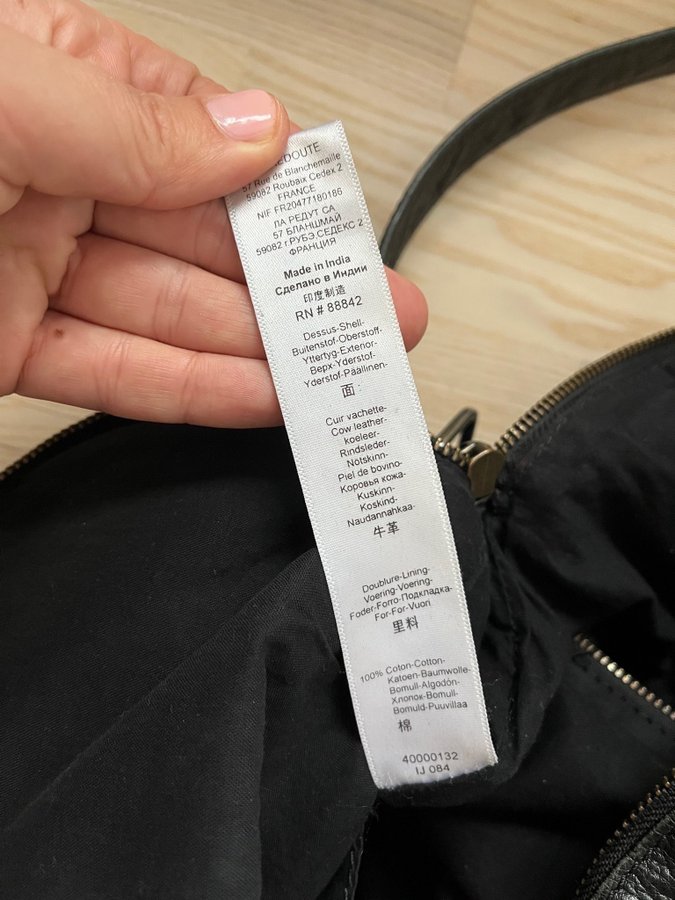 EDOUTE
57 Rue de Blanchemaille
59082 Roubaix Cedex 2
FRANCE
NIF FR20477180186
ЛА РЕДУТ СА
57 БЛАНШМАЙ
59082 г.РУБЭ.СЕДЕКС 2
ФРАНЦИЯ
Made in India
Сделано в Индии
印度制造
RN # 88842
Dessus-Shell-
Buitenstof-Oberstoff-
Yttertyg-Exterior-
Верх-Yderstof-
Yderstof-Päällinen-
面:
Cuir vachette-
Cow leather-
koeleer-
Rindsleder-
Nötskinn-
Piel de bovino-
Коровья кожа-
Kuskinn-
Koskind-
Naudannahkaa-
牛革
Doublure-Lining-
Voering-Voering-
Foder-Forro-Подкладка-
For-For-Vuori
里料
100% Coton-Cotton-
Katoen-Baumwolle-
Bomull-Algodón-
Хлопок-Bomull-
Bomuld-Puuvillaa
棉
40000132
IJ 084